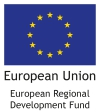 European Union
European Regional
Development Fund